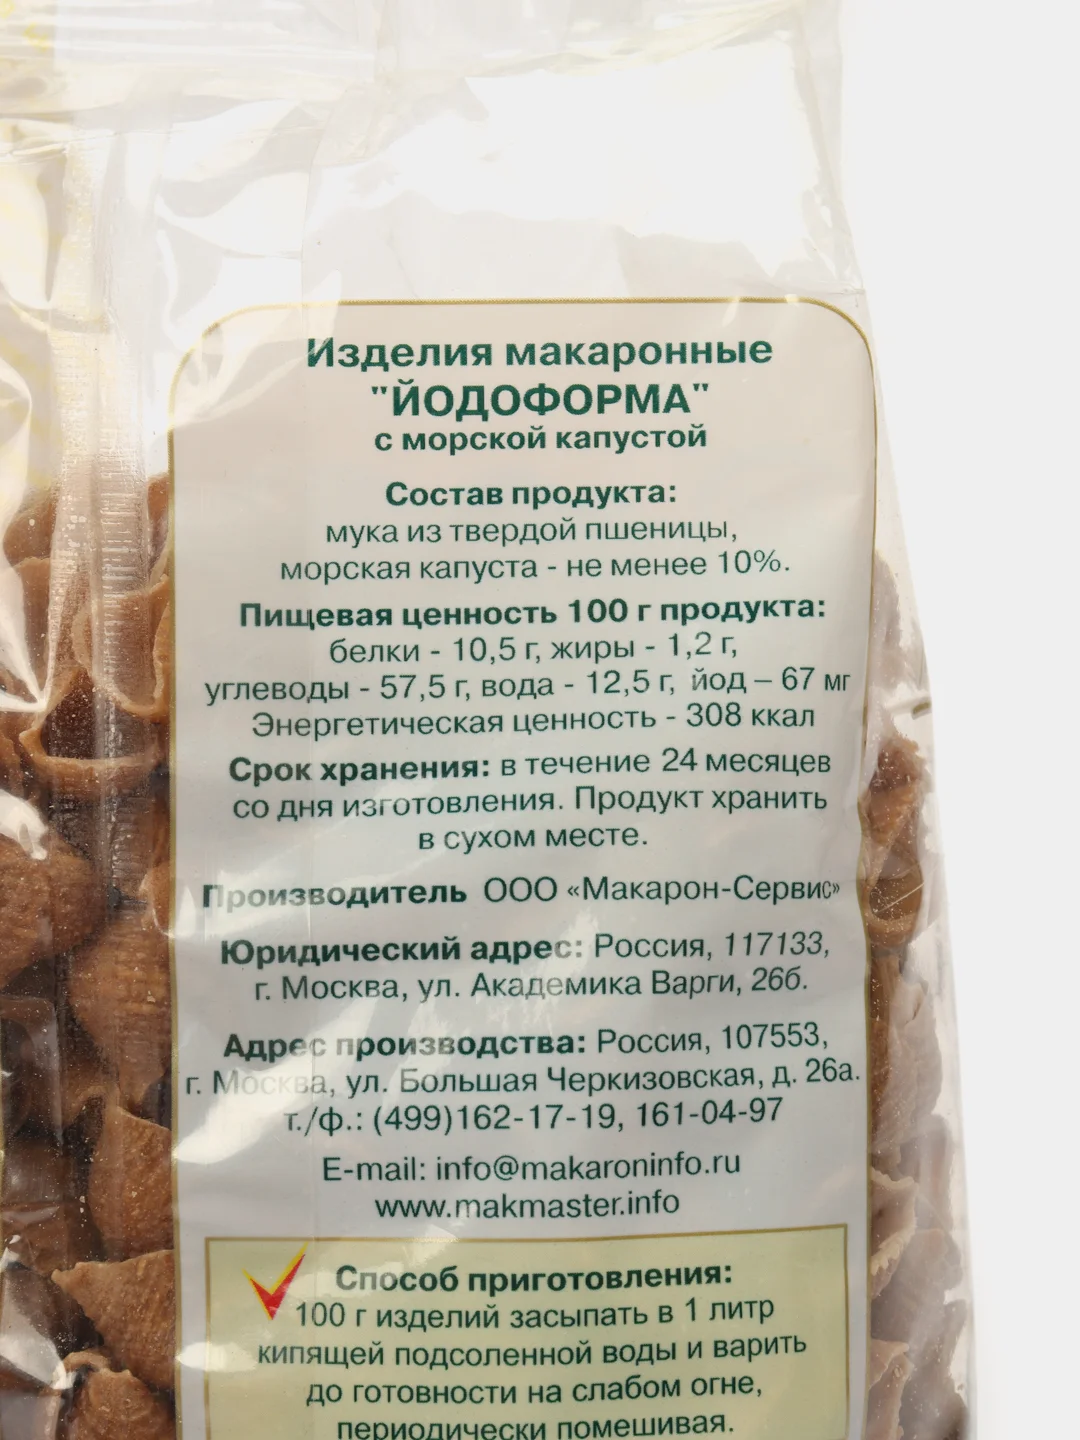 Изделия макаронные
"ЙОДОФОРМА"
с морской капустой
Состав продукта:
мука из твердой пшеницы,
морская капуста - не менее 10%.
Пищевая ценность 100 г продукта:
белки - 10,5 г, жиры - 1,2 г,
углеводы - 57,5 г, вода - 12,5 г, йод – 67 мг
Энергетическая ценность - 308 ккал
Срок хранения: в течение 24 месяцев
со дня изготовления. Продукт хранить
в сухом месте.
Производитель ООО «Макарон-Сервис»
Юридический адрес: Россия, 117133,
г. Москва, ул. Академика Варги, 26б.
Адрес производства: Россия, 107553,
г. Москва, ул. Большая Черкизовская, д. 26а.
т./ф.: (499)162-17-19, 161-04-97
E-mail: info@makaroninfo.ru
www.makmaster.info
Способ приготовления:
100 г изделий засыпать в 1 литр
кипящей подсоленной воды и варить
до готовности на слабом огне,
периодически помешивая.